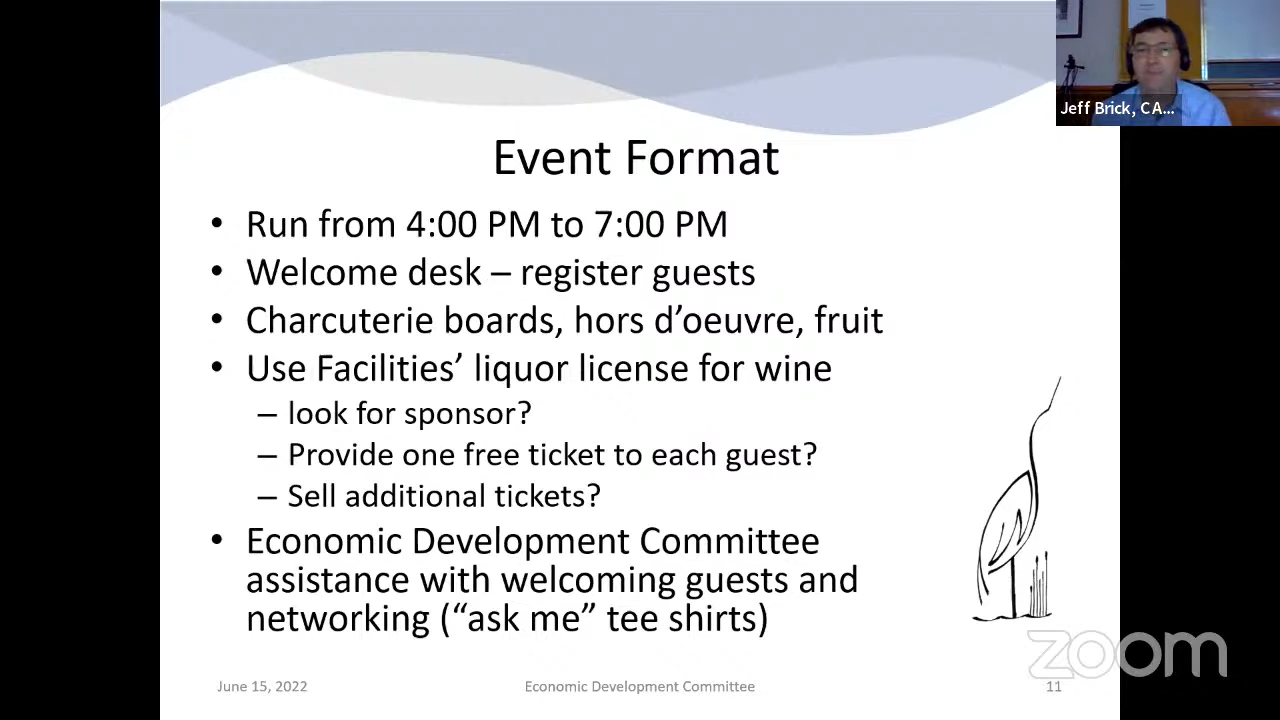 Jeff Brick, CA...
Event Format
• Run from 4:00 PM to 7:00 PM
• Welcome desk – register guests
• Charcuterie boards, hors d’oeuvre, fruit
• Use Facilities’ liquor license for wine
– look for sponsor?
– Provide one free ticket to each guest?
– Sell additional tickets?
• Economic Development Committee
assistance with welcoming guests and
networking (“ask me” tee shirts)
June 15, 2022
Economic Development Committee
11
zoom